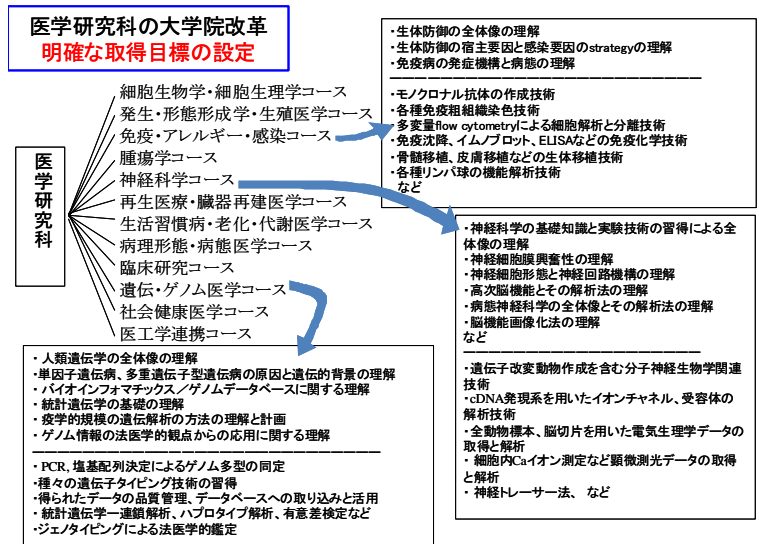 医学研究科の大学院改革
明確な取得目標の設定
医学研究科
細胞生物学・細胞生理学コース
発生・形態形成学・生殖医学コース
免疫・アレルギー・感染コース
腫瘍学コース
神経科学コース
再生医療・臓器再建医学コース
生活習慣病・老化・代謝医学コース
病理形態・病態医学コース
臨床研究コース
遺伝・ゲノム医学コース
社会健康医学コース
医工学連携コース
・生体防御の全体像の理解
・生体防御の宿主要因と感染要因のstrategyの理解
・免疫病の発症機構と病態の理解
・モノクロナル抗体の作成技術
・各種免疫粗組織染色技術
・多変量flow cytometryによる細胞解析と分離技術
・免疫沈降、イムノブロット、ELISAなどの免疫化学技術
・骨髄移植、皮膚移植などの生体移植技術
・各種リンパ球の機能解析技術
など
・神経科学の基礎知識と実験技術の習得による全
体像の理解
・神経細胞膜興奮性の理解
・神経細胞形態と神経回路機構の理解
・高次脳機能とその解析法の理解
・病態神経科学の全体像とその解析法の理解
・脳機能画像化法の理解
など
・遺伝子改変動物作成を含む分子神経生物学関連
技術
・cDNA発現系を用いたイオンチャネル、受容体の
解析技術
・全動物標本、脳切片を用いた電気生理学データの
取得と解析
・細胞内Caイオン測定など顕微測光データの取得
と解析
・神経トレーサー法、 など
・人類遺伝学の全体像の理解
・単因子遺伝病、多重遺伝子型遺伝病の原因と遺伝的背景の理解
・バイオインフォマチックス／ゲノムデータベースに関する理解
・統計遺伝学の基礎の理解
・疫学的規模の遺伝解析の方法の理解と計画
・ゲノム情報の法医学的観点からの応用に関する理解
・PCR, 塩基配列決定によるゲノム多型の同定
・種々の遺伝子タイピング技術の習得
・得られたデータの品質管理、データベースへの取り込みと活用
・統計遺伝学ー連鎖解析、ハプロタイプ解析、有意差検定など
・ジェノタイピングによる法医学的鑑定